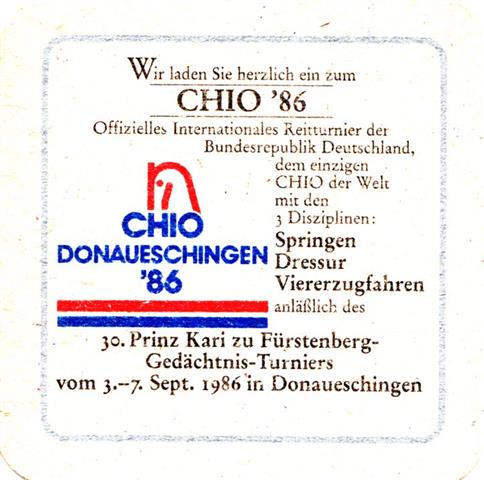 Wir laden Sie herzlich ein zum
CHIO '86
Offizielles Internationales Reitturnier der
Bundesrepublik Deutschland,
dem einzigen
CHIO der Welt
mit den
3 Disziplinen:
Springen
Dressur
Viererzugfahren
anläßlich des
CHIO
DONAUESCHINGEN
'86
30. Prinz Kari zu Fürstenberg-
Gedächtnis-Turniers
vom 3.–7. Sept. 1986 in Donaueschingen